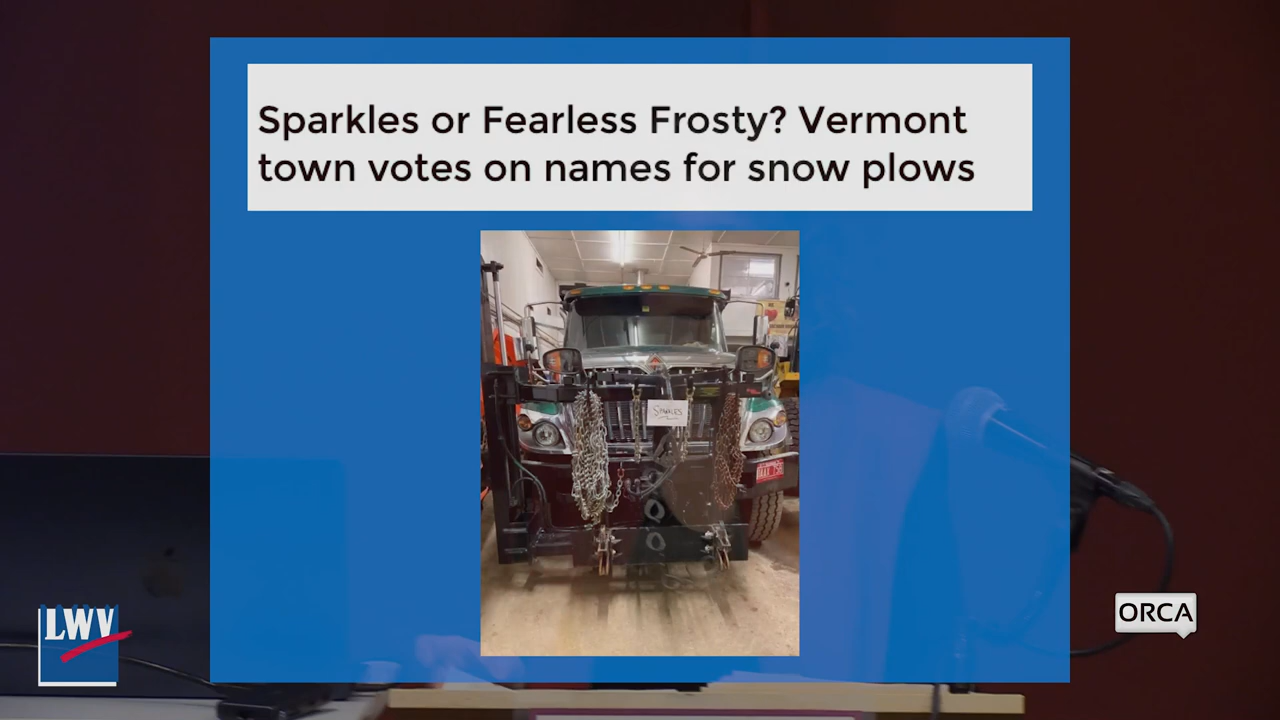 Sparkles or Fearless Frosty? Vermont
town votes on names for snow plows
SPARKLES
LWV
ORCA